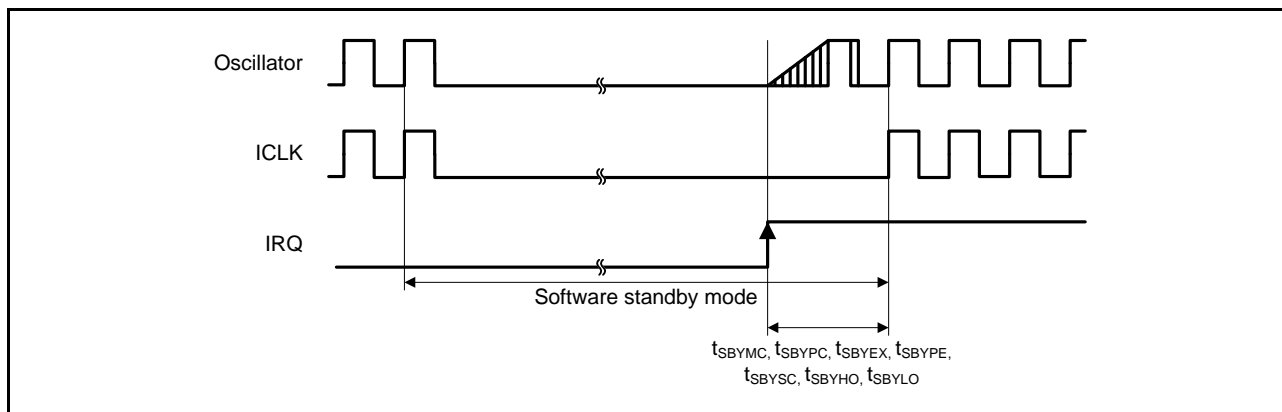 Oscillator
ICLK
IRQ
Software standby mode
tSBYMC, tSBYPC, tSBYEX, tSBYPE,
tSBYSC, tSBYHO, tSBYLO